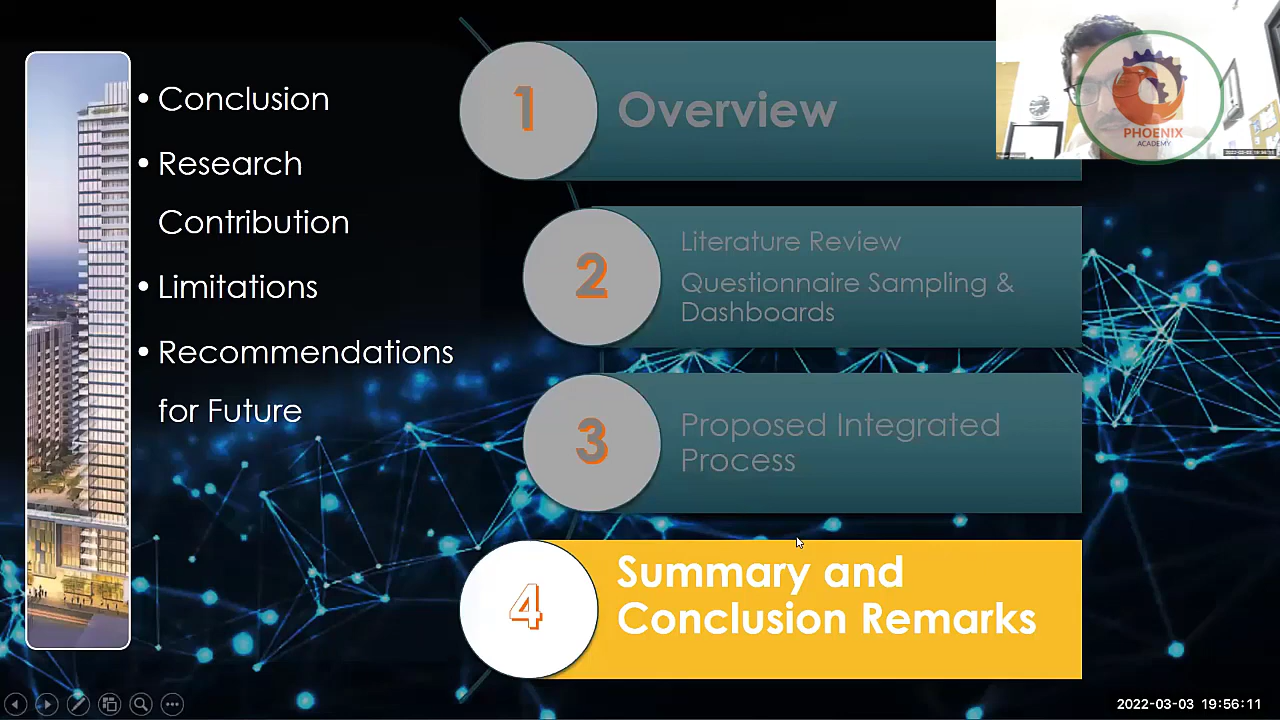 • Conclusion
• Research
Contribution
• Limitations
• Recommendations
for Future
1
Overview
2
Literature Review
Questionnaire Sampling &
Dashboards
3
Proposed Integrated
Process
4
Summary and
Conclusion Remarks
PHOENIX
ACADEMY
2022-03-03 19:56:11